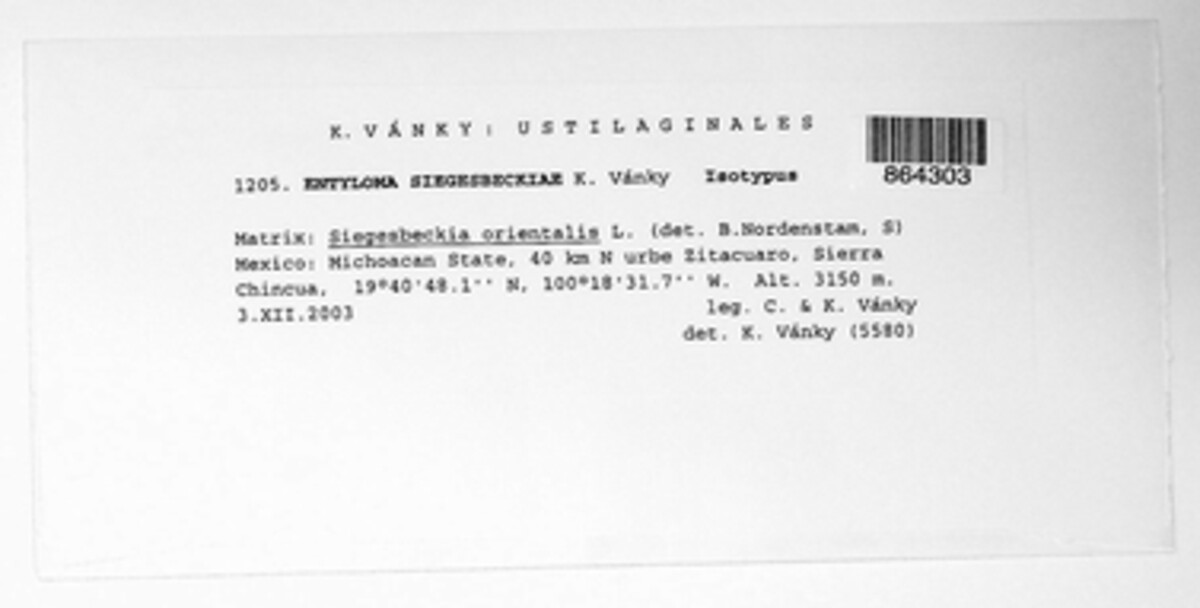 K. VÁNKY: USTILAGINALES
864303
1205. ENTYLOMA SIEGESBECKIAE K. Vánky Isotypus
Matrix: Siegesbeckia orientalis L. (det. B.Nordenstam, S)
Mexico: Michoacan State, 40 km N urbe Zitacuaro, Sierra
Chincua, 19°40'48.1'' N, 100°18'31.7'' W. Alt. 3150 m.
3.XII.2003 leg. C. & K. Vánky
det. K. Vánky (5580)